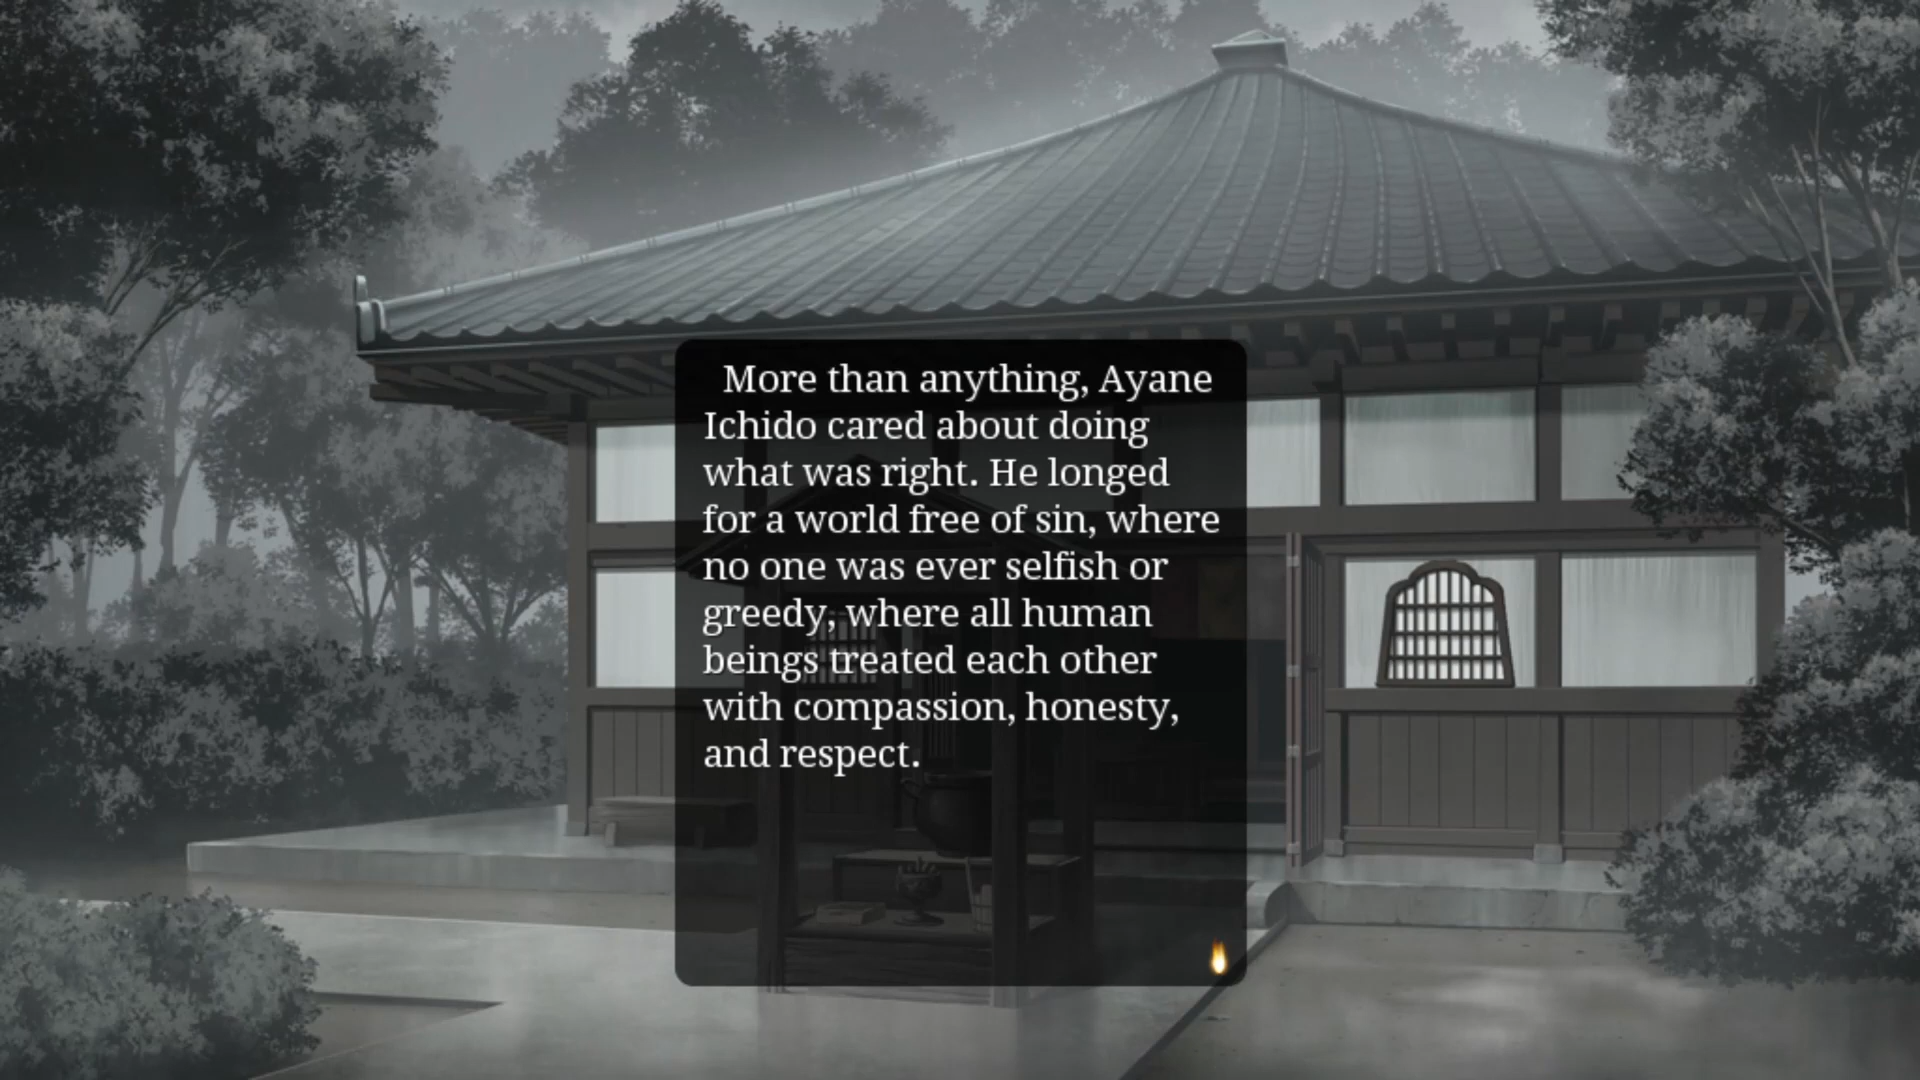 More than anything, Ayane
Ichido cared about doing
what was right. He longed
for a world free of sin, where
no one was ever selfish or
greedy, where all human
beings treated each other
with compassion, honesty,
and respect.